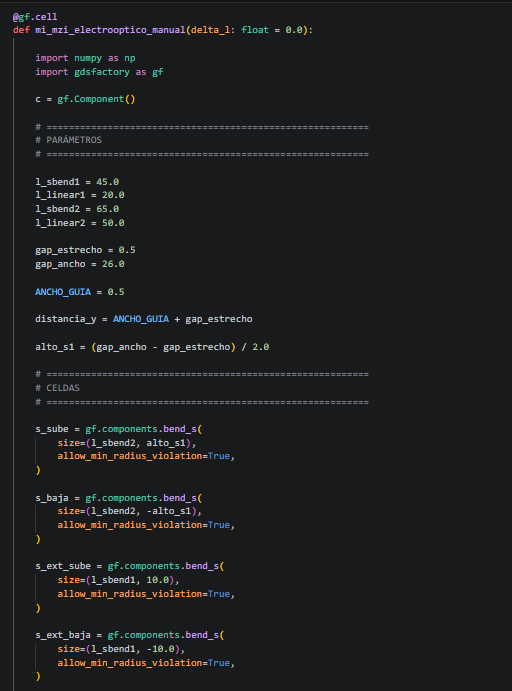 @gf.cell
def mi_mzi_electrooptico_manual(delta_l: float = 0.0):
    import numpy as np
    import gdsfactory as gf
    c = gf.Component()
    # ==========================================================
    # PARÁMETROS
    # ==========================================================
    l_sbend1 = 45.0
    l_linear1 = 20.0
    l_sbend2 = 65.0
    l_linear2 = 50.0
    gap_estrecho = 0.5
    gap_ancho = 26.0
    ANCHO_GUIA = 0.5
    distancia_y = ANCHO_GUIA + gap_estrecho
    alto_s1 = (gap_ancho - gap_estrecho) / 2.0
    # ==========================================================
    # CELDAS
    # ==========================================================
    s_sube = gf.components.bend_s(
        size=(l_sbend2, alto_s1),
        allow_min_radius_violation=True,
    )
    s_baja = gf.components.bend_s(
        size=(l_sbend2, -alto_s1),
        allow_min_radius_violation=True,
    )
    s_ext_sube = gf.components.bend_s(
        size=(l_sbend1, 10.0),
        allow_min_radius_violation=True,
    )
    s_ext_baja = gf.components.bend_s(
        size=(l_sbend1, -10.0),
        allow_min_radius_violation=True,
    )